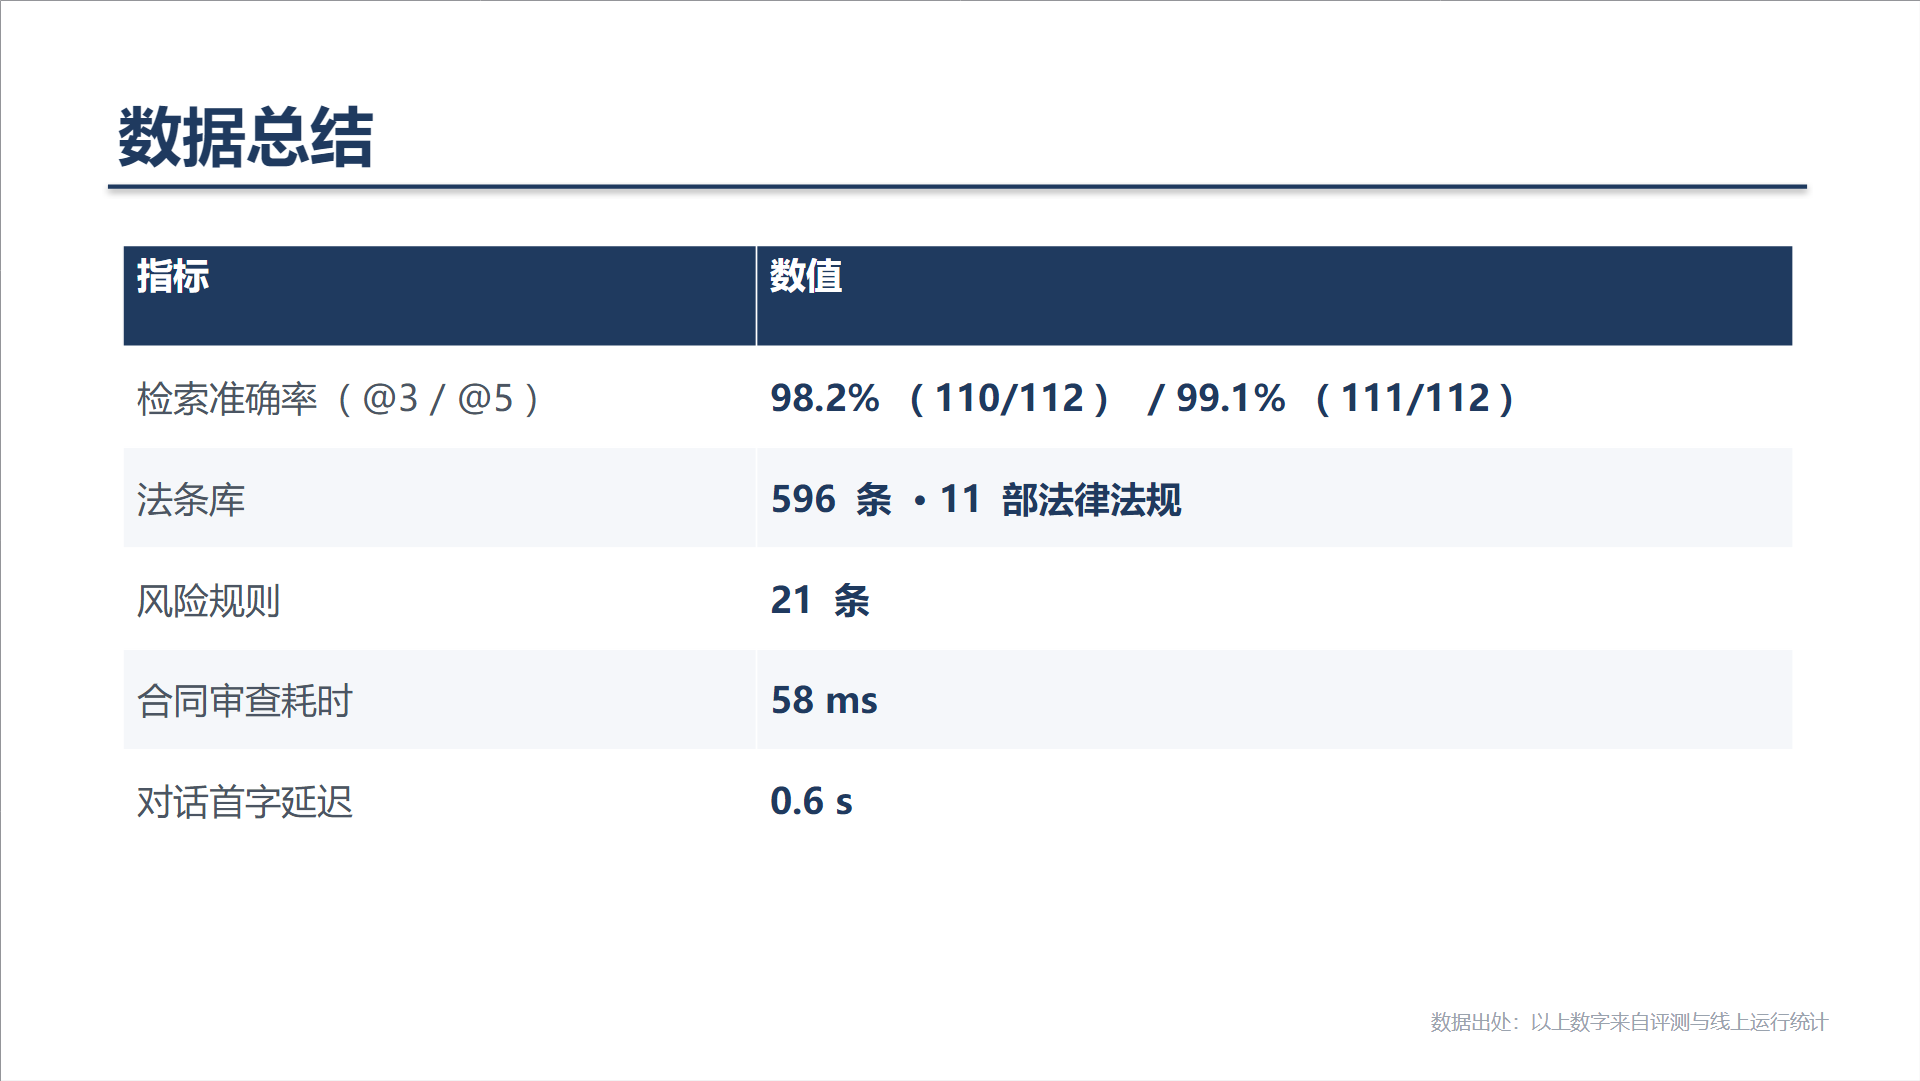 数据总结
指标 数值
检索准确率（@3 / @5） 98.2% （110/112） / 99.1% （111/112）
法条库 596 条 · 11 部法律法规
风险规则 21 条
合同审查耗时 58 ms
对话首字延迟 0.6 s
数据出处：以上数字来自评测与线上运行统计